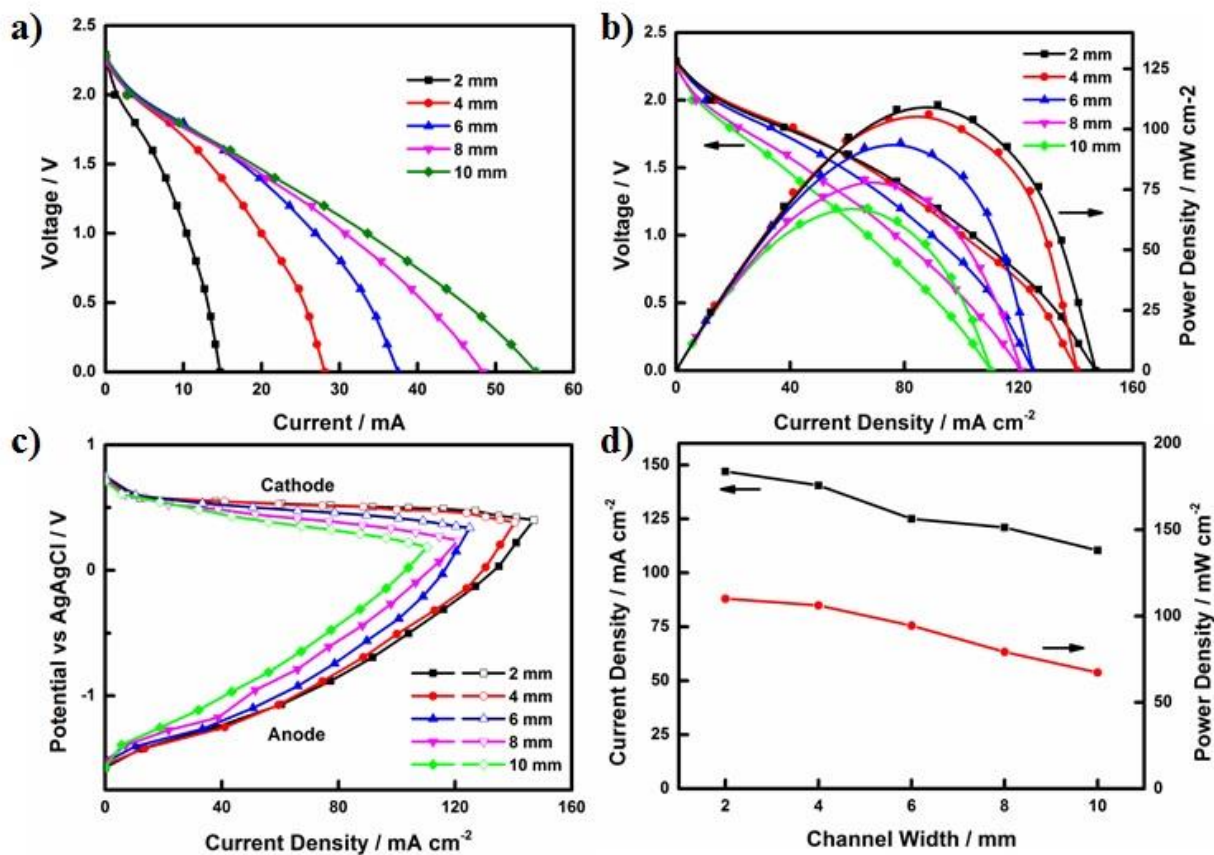 a)
2.5
2.0
1.5
1.0
0.5
0.0
Voltage / V
2 mm
4 mm
6 mm
8 mm
10 mm
0 10 20 30 40 50 60
Current / mA
b)
2.5
2.0
1.5
1.0
0.5
0.0
Voltage / V
2 mm
4 mm
6 mm
8 mm
10 mm
125
100
75
50
25
0
Power Density / mW cm-2
0 40 80 120 160
Current Density / mA cm-2
c)
1
0
-1
Potential vs AgAgCl / V
Cathode
Anode
2 mm
4 mm
6 mm
8 mm
10 mm
0 40 80 120 160
Current Density / mA cm-2
d)
150
125
100
75
50
25
0
Current Density / mA cm-2
200
150
100
50
0
Power Density / mW cm-2
2 4 6 8 10
Channel Width / mm